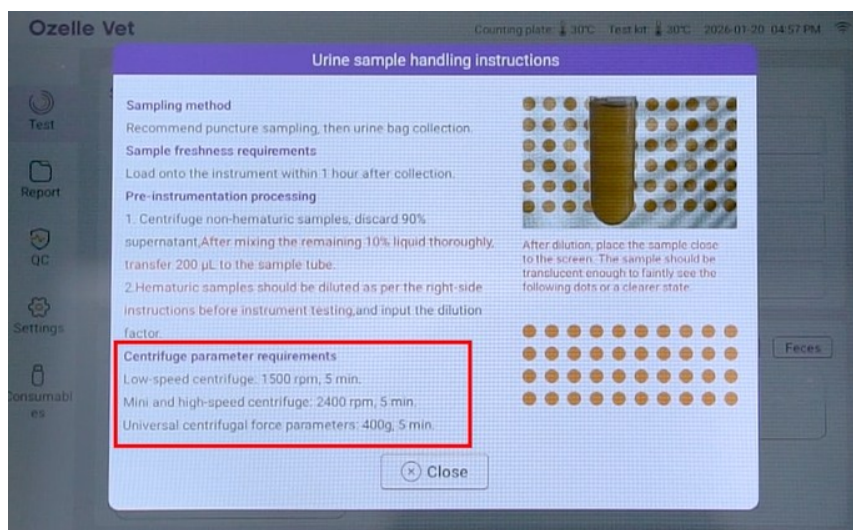 Ozelle Vet
Counting plate: 30°C Test kit: 30°C 2026-01-20 04:57 PM
Urine sample handling instructions
Test
Report
QC
Settings
Consumabl
es
Sampling method
Recommend puncture sampling, then urine bag collection.
Sample freshness requirements
Load onto the instrument within 1 hour after collection.
Pre-instrumentation processing
1. Centrifuge non-hematuric samples, discard 90%
supernatant,After mixing the remaining 10% liquid thoroughly,
transfer 200 µL to the sample tube.
2.Hematuric samples should be diluted as per the right-side
instructions before instrument testing,and input the dilution
factor.
Centrifuge parameter requirements
Low-speed centrifuge: 1500 rpm, 5 min.
Mini and high-speed centrifuge: 2400 rpm, 5 min.
Universal centrifugal force parameters: 400g, 5 min.
After dilution, place the sample close
to the screen. The sample should be
translucent enough to faintly see the
following dots or a clearer state.
Feces
Close